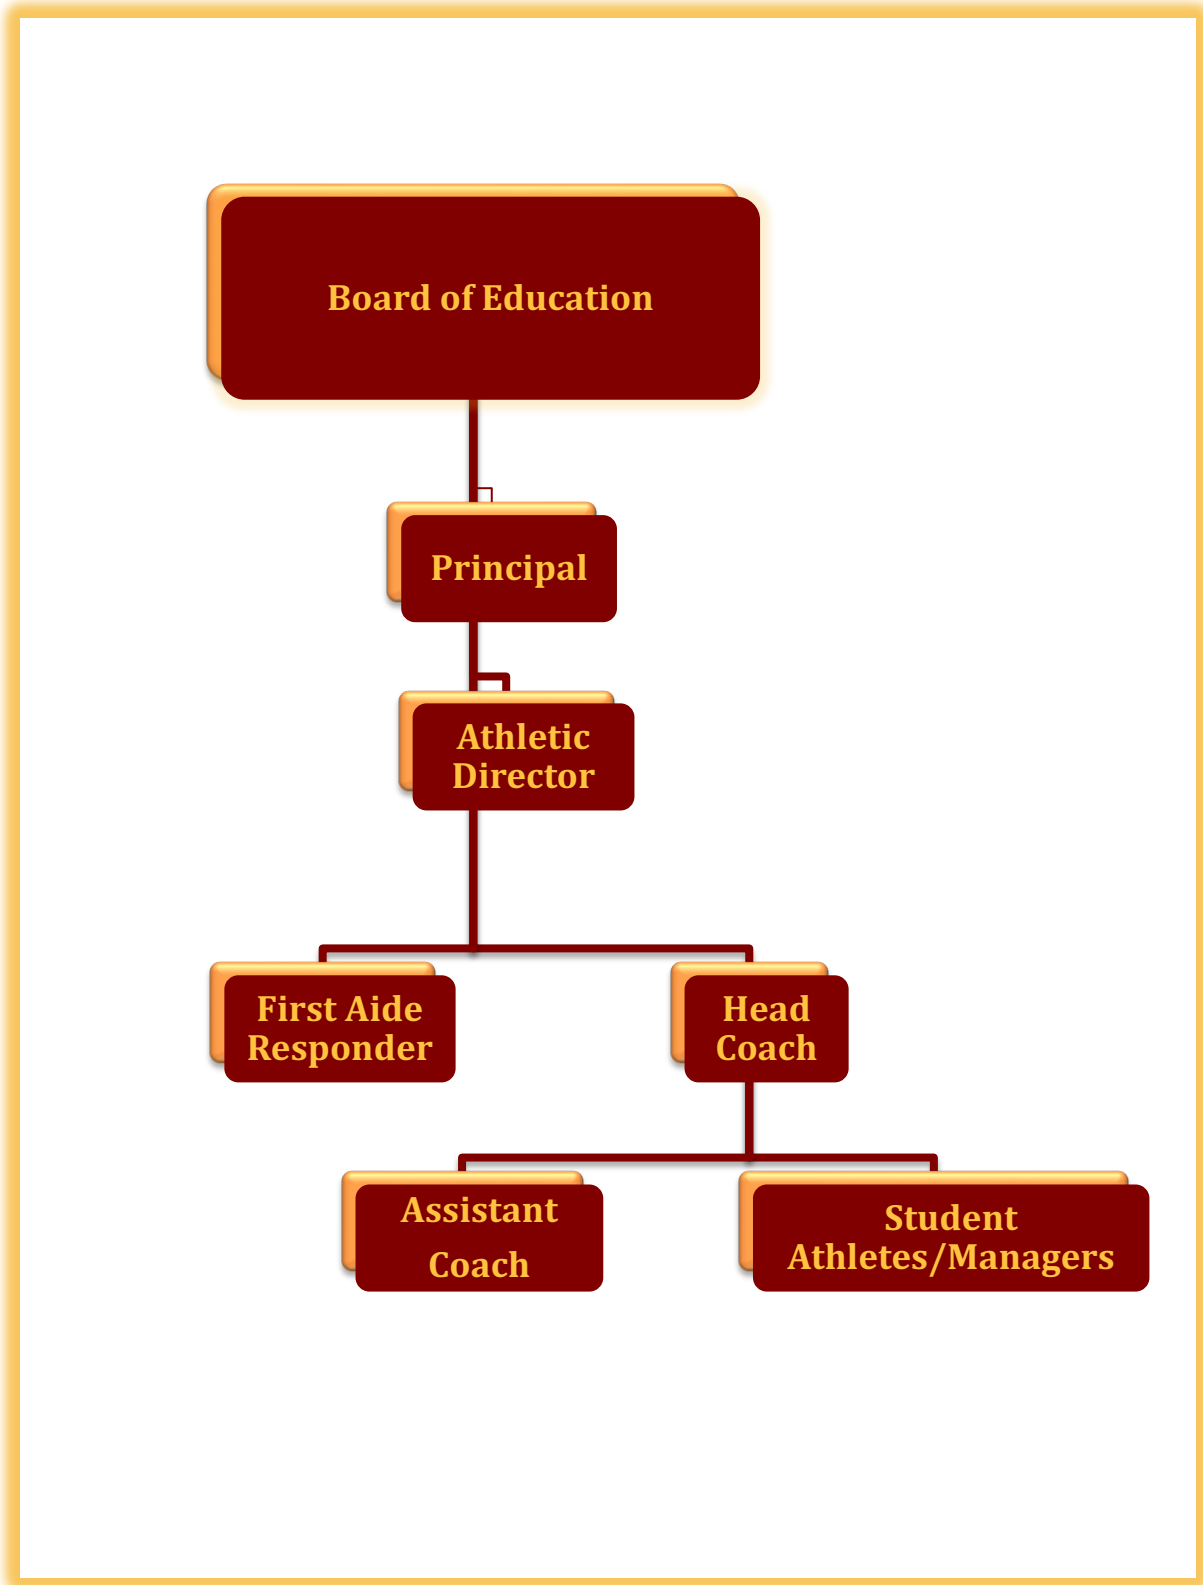 Board of Education
Principal
Athletic
Director
First Aide
Responder
Head
Coach
Assistant
Coach
Student
Athletes/Managers